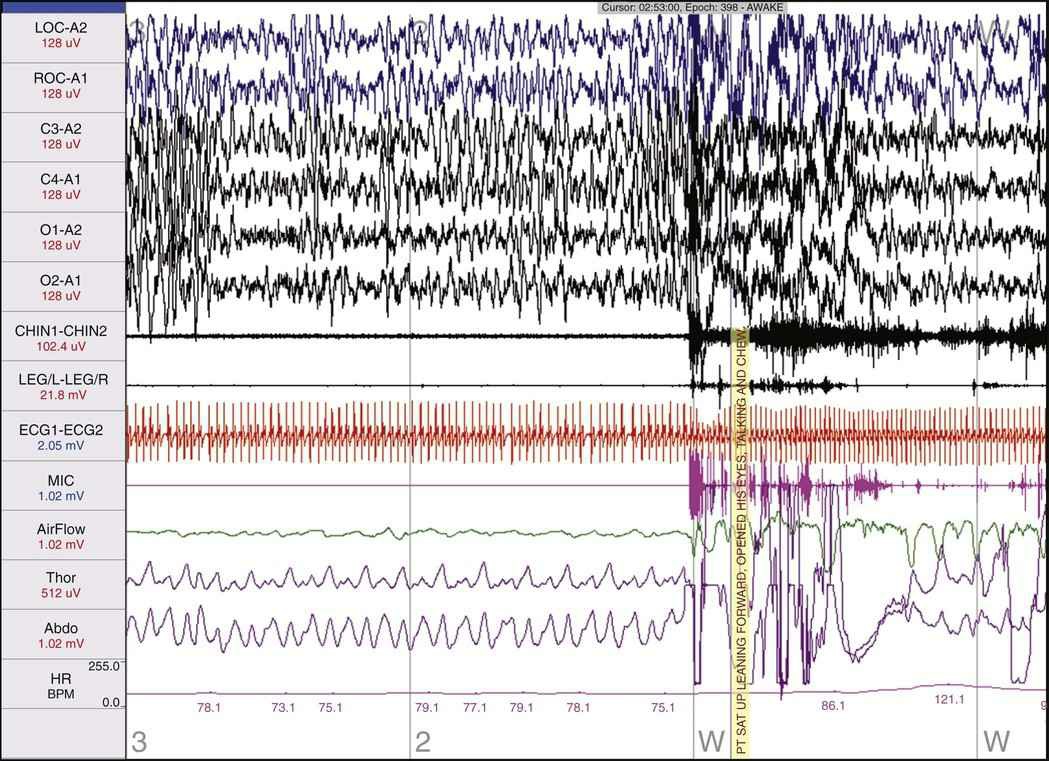 Cursor: 02:53:00, Epoch: 398 - AWAKE
3
2
W
W
LOC-A2
128 uV
ROC-A1
128 uV
C3-A2
128 uV
C4-A1
128 uV
O1-A2
128 uV
O2-A1
128 uV
CHIN1-CHIN2
102.4 uV
LEG/L-LEG/R
21.8 mV
ECG1-ECG2
2.05 mV
MIC
1.02 mV
AirFlow
1.02 mV
Thor
512 uV
Abdo
1.02 mV
255.0
HR
BPM
0.0
PT SAT UP LEANING FORWARD, OPENED HIS EYES. TALKING AND CHEW
78.1 73.1 75.1 79.1 77.1 79.1 78.1 75.1 86.1 121.1 9
3 2 W W